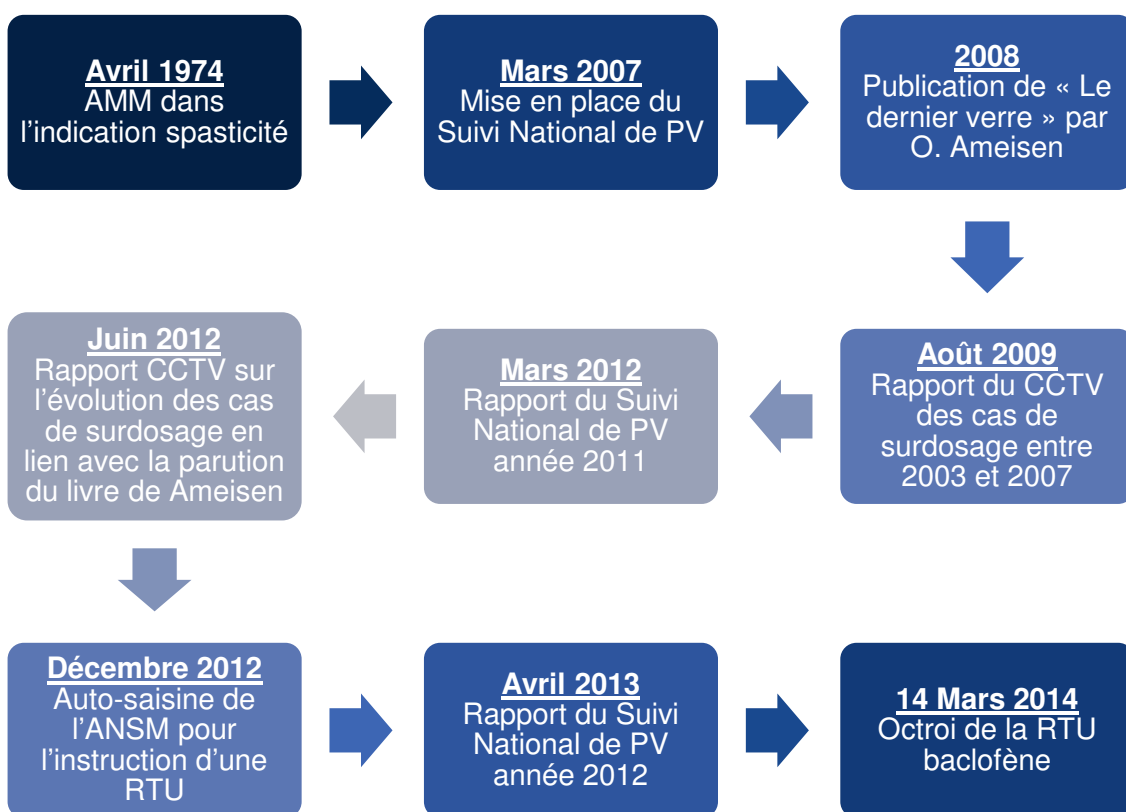 Avril 1974
AMM dans
l'indication spasticité
Mars 2007
Mise en place du
Suivi National de PV
2008
Publication de « Le
dernier verre » par
O. Ameisen
Août 2009
Rapport du CCTV
des cas de
surdosage entre
2003 et 2007
Mars 2012
Rapport du Suivi
National de PV
année 2011
Juin 2012
Rapport CCTV sur
l'évolution des cas
de surdosage en
lien avec la parution
du livre de Ameisen
Décembre 2012
Auto-saisine de
l'ANSM pour
l'instruction d'une
RTU
Avril 2013
Rapport du Suivi
National de PV
année 2012
14 Mars 2014
Octroi de la RTU
baclofène